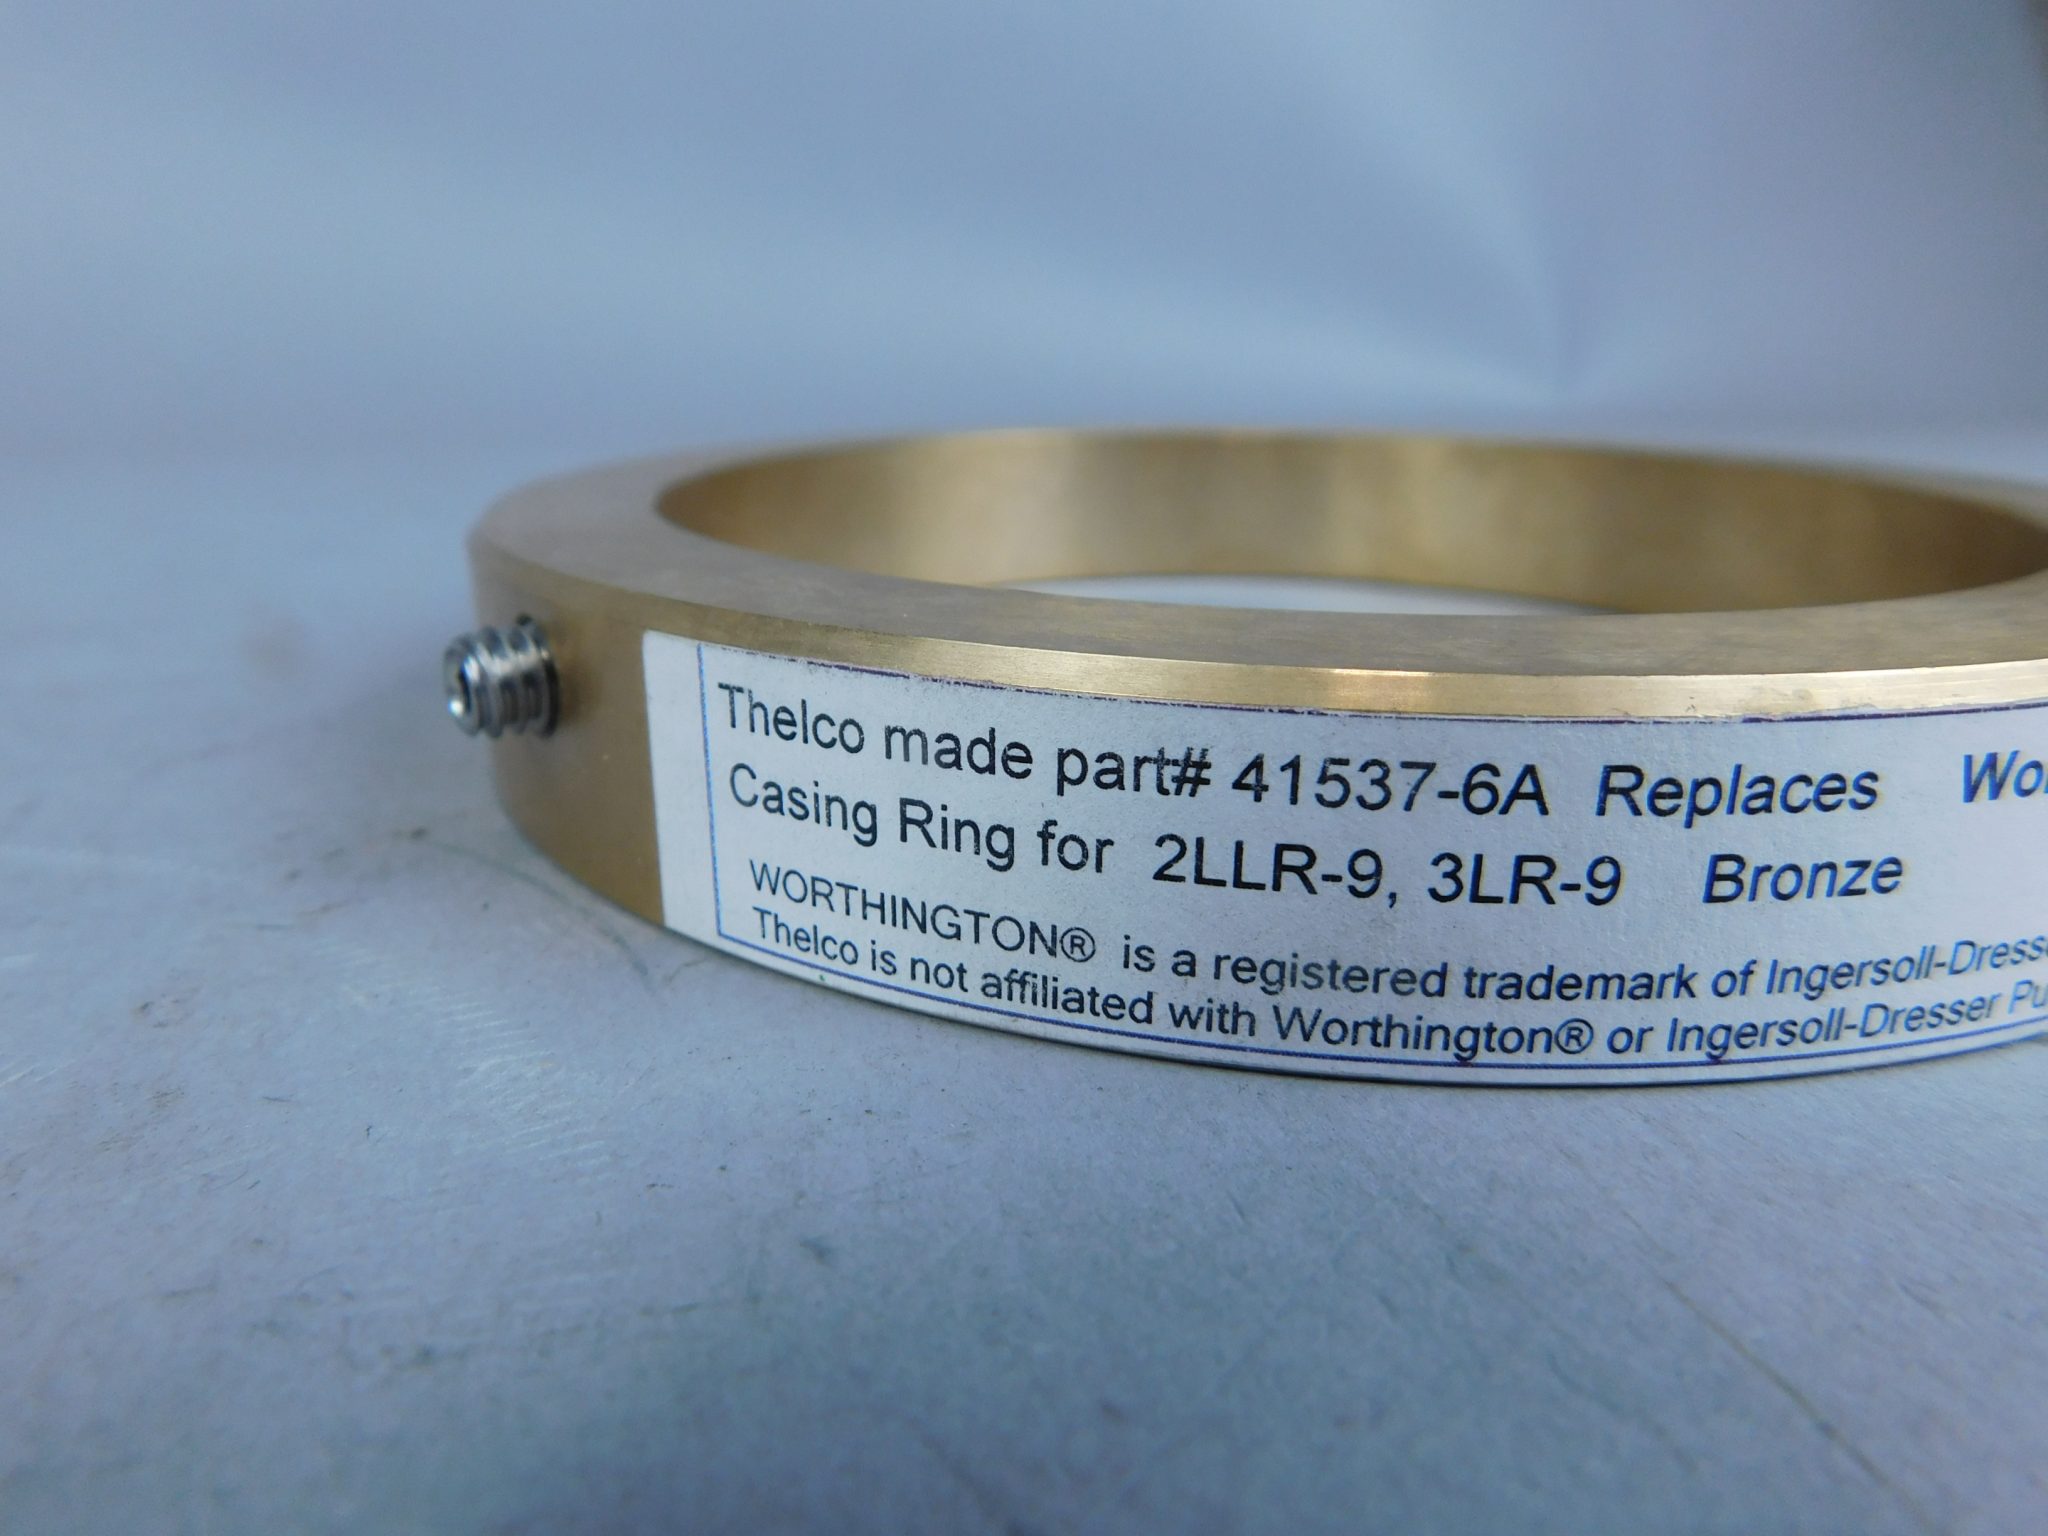 Thelco made part# 41537-6A Replaces
Casing Ring for 2LLR-9, 3LR-9 Bronze
WORTHINGTON® is a registered trademark of
Thelco is not affiliated with Worthington® or Ingersoll-Dresser